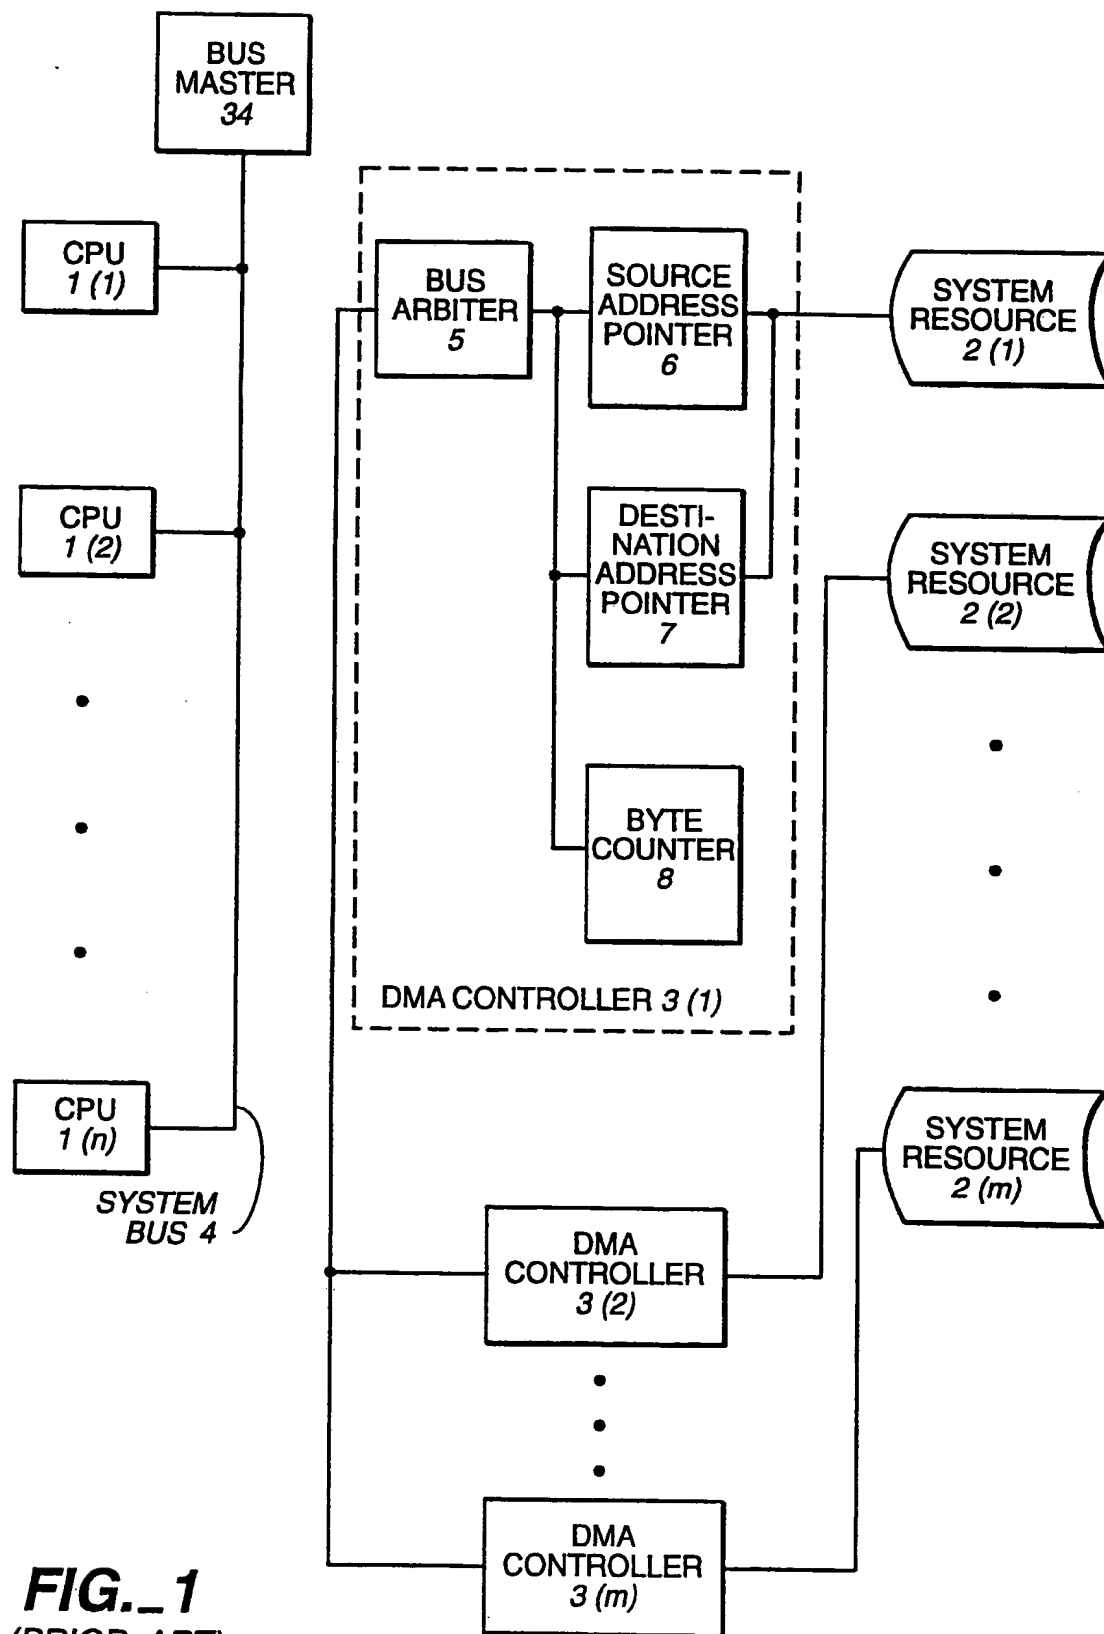 BUS
MASTER
34
CPU
1 (1)
BUS
ARBITER
5
SOURCE
ADDRESS
POINTER
6
SYSTEM
RESOURCE
2 (1)
CPU
1 (2)
DESTI-
NATION
ADDRESS
POINTER
7
SYSTEM
RESOURCE
2 (2)
BYTE
COUNTER
8
DMA CONTROLLER 3 (1)
CPU
1 (n)
SYSTEM
BUS 4
SYSTEM
RESOURCE
2 (m)
DMA
CONTROLLER
3 (2)
DMA
CONTROLLER
3 (m)
FIG._1
(PRIOR ART)